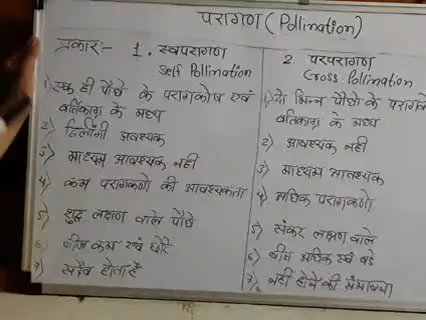 परागण (Pollination)
प्रकार:- 1. स्वपरागण
Self Pollination
2. परपरागण
Cross Pollination
1) एक ही पौधे के परागकोष एवं
वर्तिकाग्र के मध्य
2) द्विलिंगी आवश्यक
3) माध्यम आवश्यक नही
4) कम परागकणो की आवश्यकता
5) शुद्ध लक्षण वाले पौधे
6) बीज कम एवं छोटे
7) सदैव होता है
1) दो भिन्न पौधो के
वर्तिकाग्र के मध्य
2) आवश्यक नही
3) माध्यम आवश्यक
4) अधिक परागकणो
5) संकर लक्षण वाले
6) बीज अधिक एवं बडे
7) नही होने की संभावना